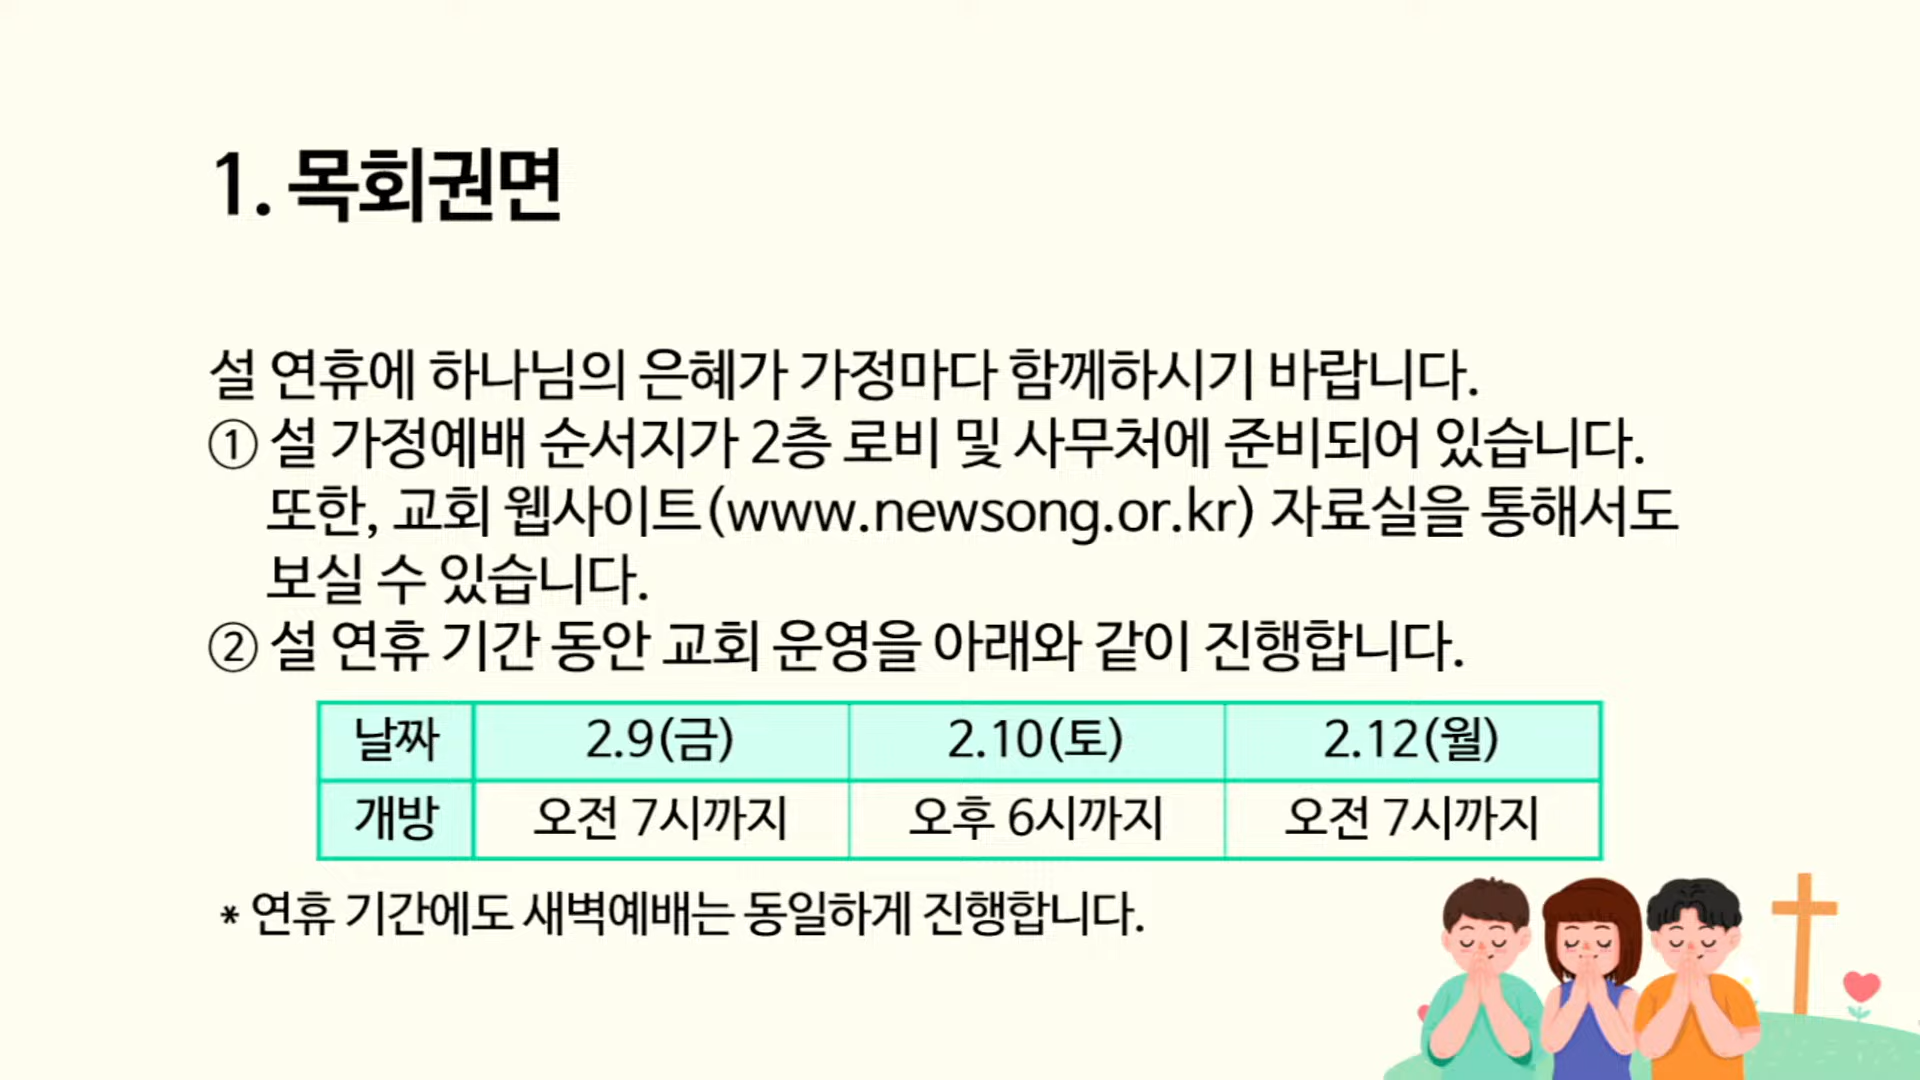 1. 목회권면
설 연휴에 하나님의 은혜가 가정마다 함께하시기 바랍니다.
① 설 가정예배 순서지가 2층 로비 및 사무처에 준비되어 있습니다.
또한, 교회 웹사이트(www.newsong.or.kr) 자료실을 통해서도
보실 수 있습니다.
② 설 연휴 기간 동안 교회 운영을 아래와 같이 진행합니다.
날짜 2.9(금) 2.10(토) 2.12(월)
개방 오전 7시까지 오후 6시까지 오전 7시까지
* 연휴 기간에도 새벽예배는 동일하게 진행합니다.